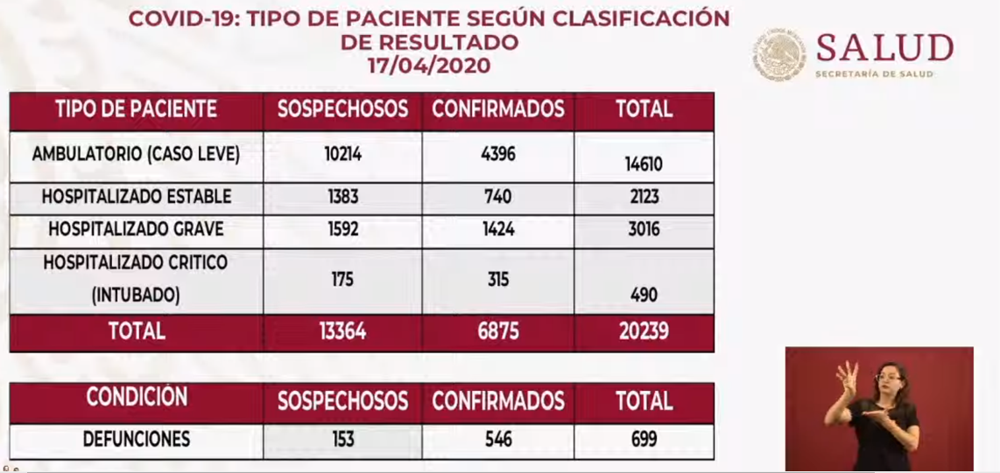 COVID-19: TIPO DE PACIENTE SEGÚN CLASIFICACIÓN
DE RESULTADO
17/04/2020
SALUD
SECRETARÍA DE SALUD
TIPO DE PACIENTE SOSPECHOSOS CONFIRMADOS TOTAL
AMBULATORIO (CASO LEVE) 10214 4396 14610
HOSPITALIZADO ESTABLE 1383 740 2123
HOSPITALIZADO GRAVE 1592 1424 3016
HOSPITALIZADO CRITICO
(INTUBADO) 175 315 490
TOTAL 13364 6875 20239
CONDICIÓN SOSPECHOSOS CONFIRMADOS TOTAL
DEFUNCIONES 153 546 699